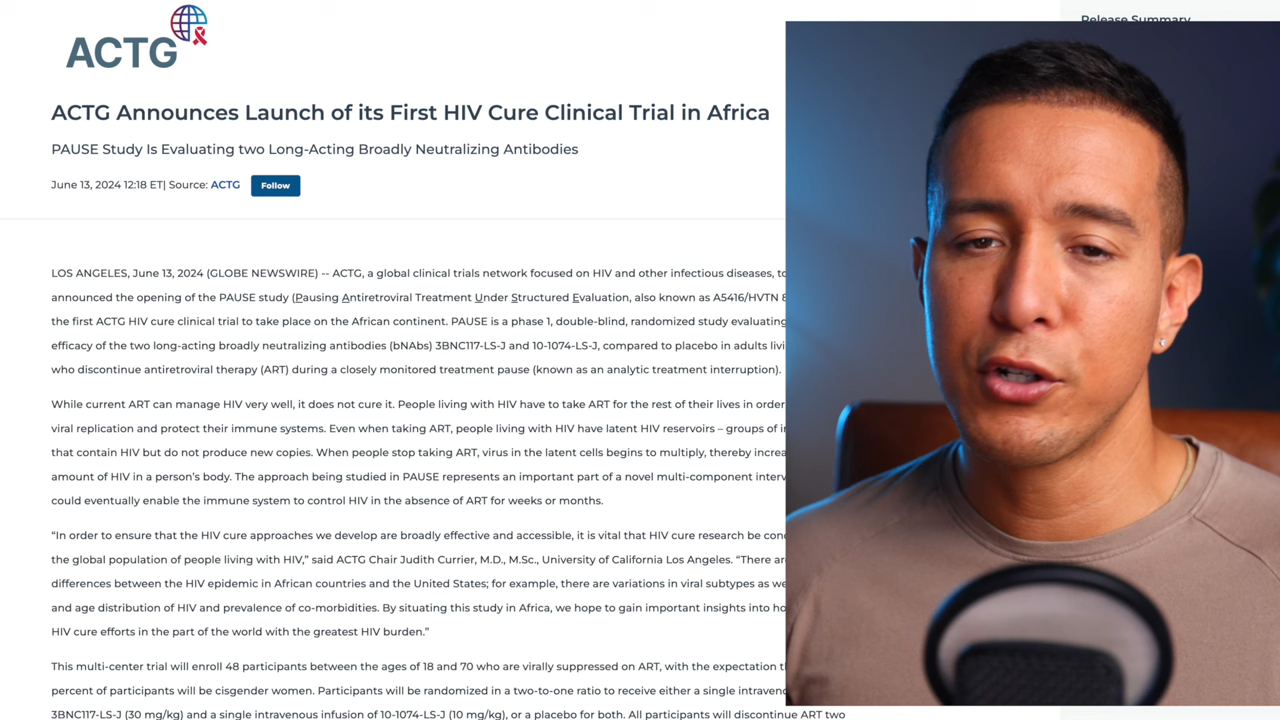 Release Summary
ACTG
ACTG Announces Launch of its First HIV Cure Clinical Trial in Africa
PAUSE Study Is Evaluating two Long-Acting Broadly Neutralizing Antibodies
June 13, 2024 12:18 ET| Source: ACTG Follow
LOS ANGELES, June 13, 2024 (GLOBE NEWSWIRE) -- ACTG, a global clinical trials network focused on HIV and other infectious diseases,
announced the opening of the PAUSE study (Pausing Antiretroviral Treatment Under Structured Evaluation, also known as A5416/HVTN
the first ACTG HIV cure clinical trial to take place on the African continent. PAUSE is a phase 1, double-blind, randomized study evaluating
efficacy of the two long-acting broadly neutralizing antibodies (bNAbs) 3BNC117-LS-J and 10-1074-LS-J, compared to placebo in adults
who discontinue antiretroviral therapy (ART) during a closely monitored treatment pause (known as an analytic treatment interruption).
While current ART can manage HIV very well, it does not cure it. People living with HIV have to take ART for the rest of their lives in order
viral replication and protect their immune systems. Even when taking ART, people living with HIV have latent HIV reservoirs – groups of
that contain HIV but do not produce new copies. When people stop taking ART, virus in the latent cells begins to multiply, thereby
amount of HIV in a person’s body. The approach being studied in PAUSE represents an important part of a novel multi-component
could eventually enable the immune system to control HIV in the absence of ART for weeks or months.
“In order to ensure that the HIV cure approaches we develop are broadly effective and accessible, it is vital that HIV cure research be
the global population of people living with HIV,” said ACTG Chair Judith Currier, M.D., M.Sc., University of California Los Angeles. “There
differences between the HIV epidemic in African countries and the United States; for example, there are variations in viral subtypes as
and age distribution of HIV and prevalence of co-morbidities. By situating this study in Africa, we hope to gain important insights into
HIV cure efforts in the part of the world with the greatest HIV burden.”
This multi-center trial will enroll 48 participants between the ages of 18 and 70 who are virally suppressed on ART, with the expectation
percent of participants will be cisgender women. Participants will be randomized in a two-to-one ratio to receive either a single
3BNC117-LS-J (30 mg/kg) and a single intravenous infusion of 10-1074-LS-J (10 mg/kg), or a placebo for both. All participants will discontinue ART two